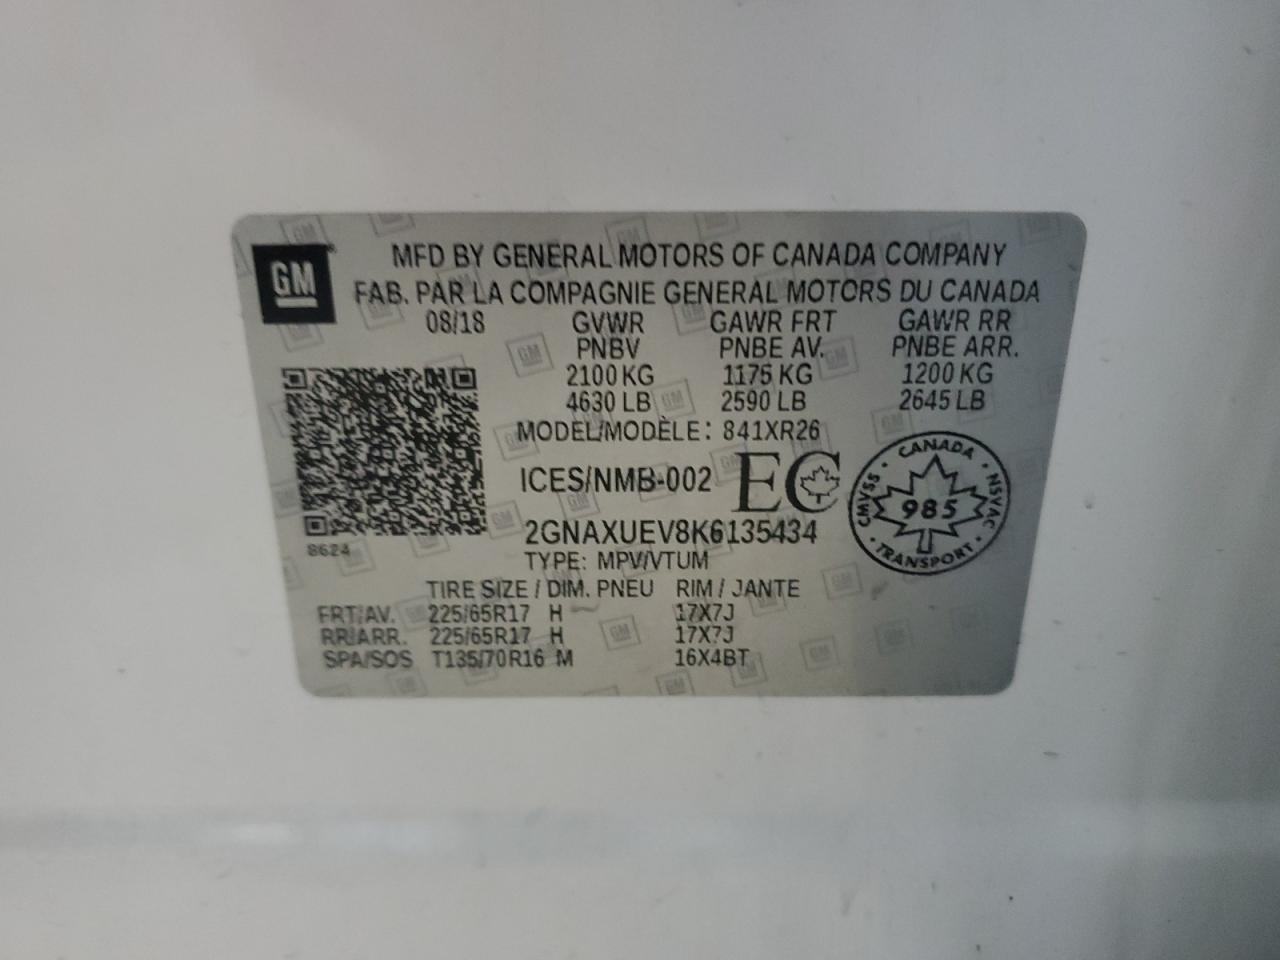 GM
MFD BY GENERAL MOTORS OF CANADA COMPANY
FAB. PAR LA COMPAGNIE GENERAL MOTORS DU CANADA
08/18 GVWR GAWR FRT GAWR RR
PNBV PNBE AV. PNBE ARR.
2100 KG 1175 KG 1200 KG
4630 LB 2590 LB 2645 LB
MODEL/MODÈLE: 841XR26
ICES/NMB-002 EC
2GNAXUEV8K6135434
8624
TYPE: MPV/VTUM
CANADA
CMVSS 985 NSVAC
TRANSPORT
TIRE SIZE / DIM. PNEU RIM / JANTE
FRT/AV. 225/65R17 H 17X7J
RR/ARR. 225/65R17 H 17X7J
SPA/SOS T135/70R16 M 16X4BT